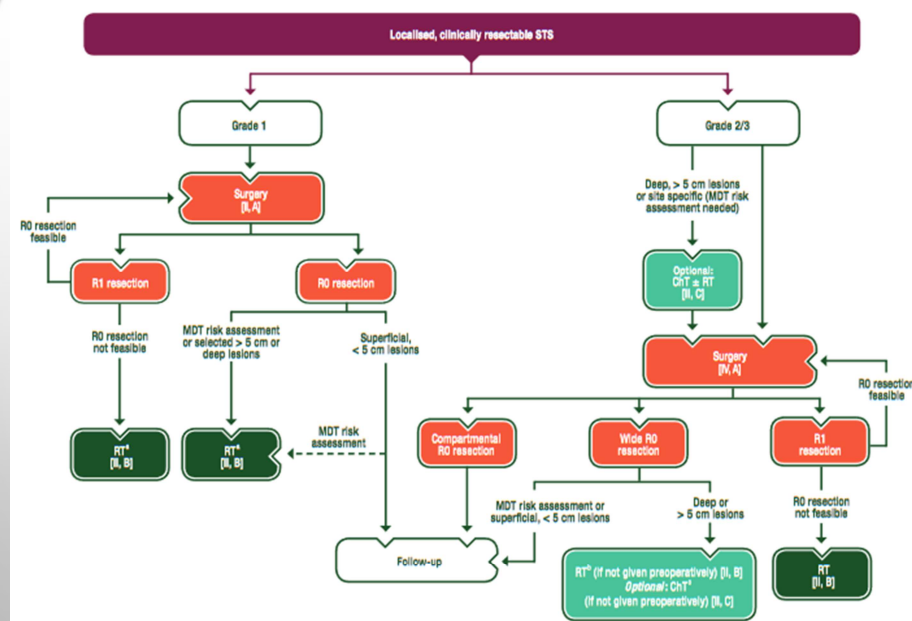 Localised, clinically resectable STS
Grade 1
Grade 2/3
Surgery
[II, A]
Deep, > 5 cm lesions
or site specific (MDT risk
assessment needed)
R0 resection
feasible
R1 resection
R0 resection
Optional:
ChT ± RT
[II, C]
R0 resection
not feasible
MDT risk assessment
or selected > 5 cm or
deep lesions
Superficial,
< 5 cm lesions
Surgery
[IV, A]
R0 resection
feasible
RTª
[II, B]
RTª
[II, B]
MDT risk
assessment
Compartmental
R0 resection
Wide R0
resection
R1
resection
MDT risk assessment or
superficial, < 5 cm lesions
Deep or
> 5 cm lesions
R0 resection
not feasible
Follow-up
RTᵇ (if not given preoperatively) [II, B]
Optional: ChTª
(if not given preoperatively) [II, C]
RT
[II, B]